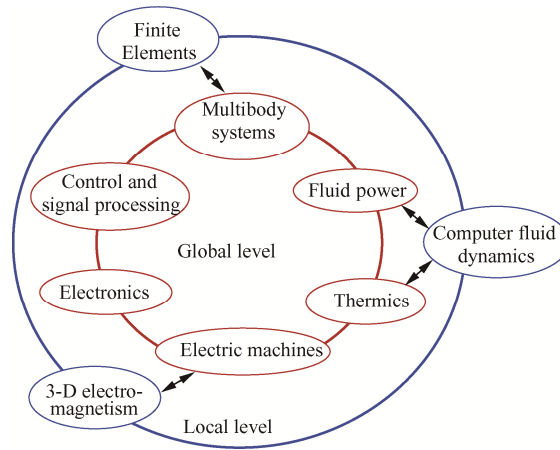 Finite
Elements
Multibody
systems
Control and
signal processing
Fluid power
Computer fluid
dynamics
Global level
Electronics
Thermics
Electric machines
3-D electro-
magnetism
Local level